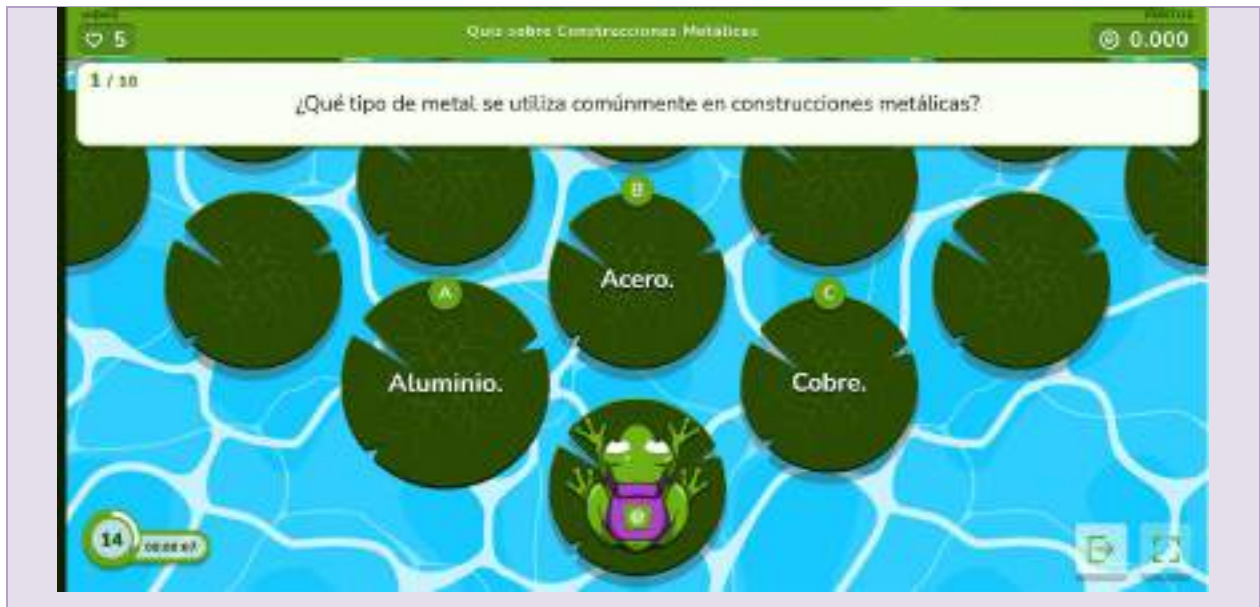 5
Quiz sobre Construcciones Metálicas
0.000
1 / 10
¿Qué tipo de metal se utiliza comúnmente en construcciones metálicas?
B
Acero.
A
Aluminio.
C
Cobre.
14